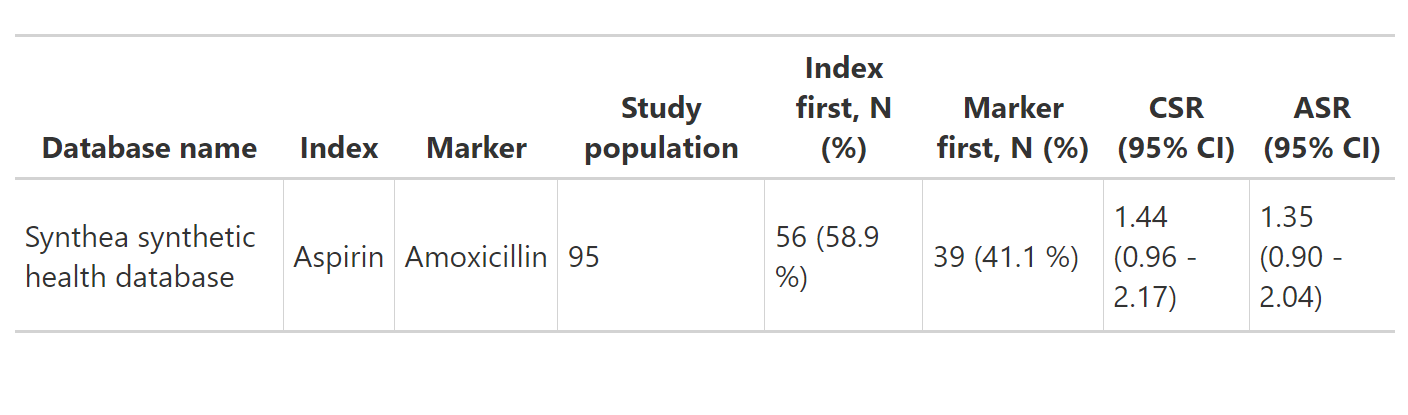 Database name Index Marker Study population Index first, N (%) Marker first, N (%) CSR (95% CI) ASR (95% CI)
Synthea synthetic health database Aspirin Amoxicillin 95 56 (58.9 %) 39 (41.1 %) 1.44 (0.96 - 2.17) 1.35 (0.90 - 2.04)